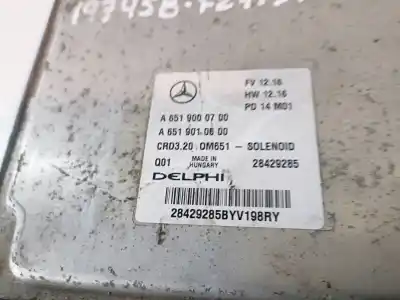 FV 12.16
HW 12.16
PD 14 M01
A 651 900 07 00
A 651 901 06 00
CRD3.20 OM651 - SOLENOID
Q01 MADE IN HUNGARY 28429285
DELPHI
28429285BYV198RY